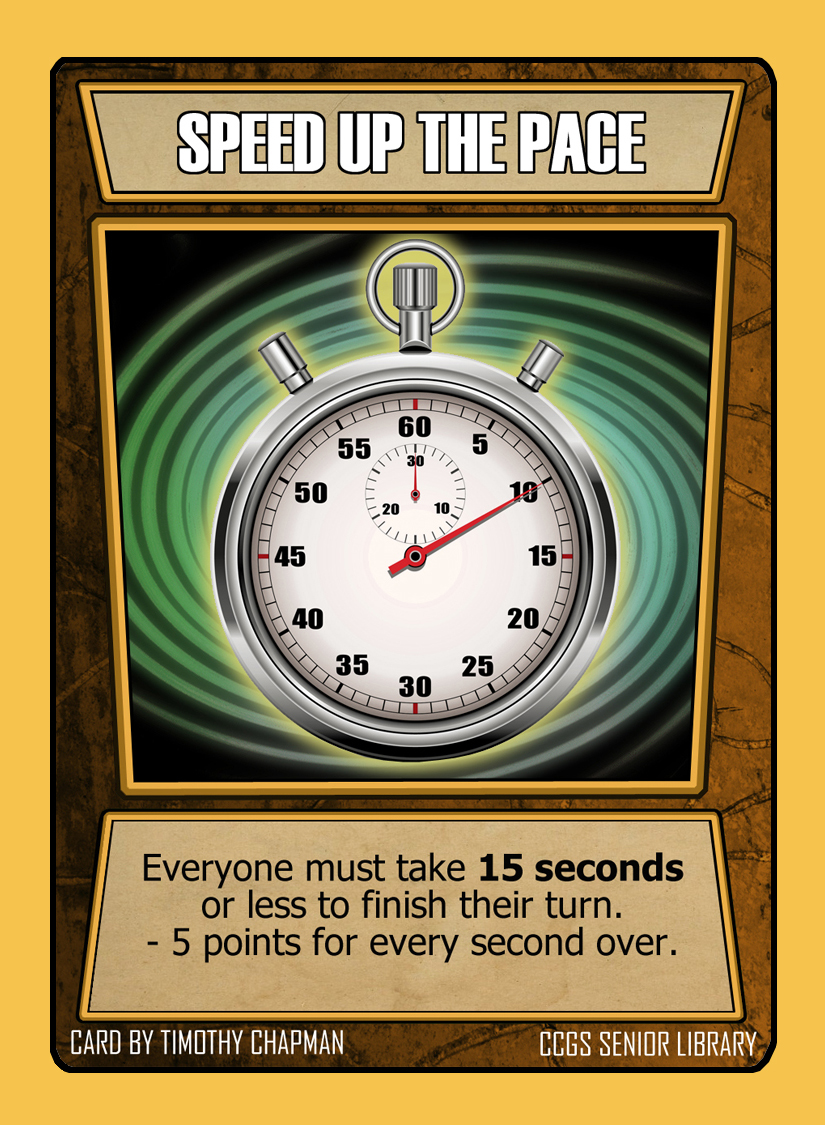 SPEED UP THE PACE
60
55
5
50
10
30
20
10
45
15
40
20
35
25
30
Everyone must take 15 seconds
or less to finish their turn.
- 5 points for every second over.
CARD BY TIMOTHY CHAPMAN
CCGS SENIOR LIBRARY